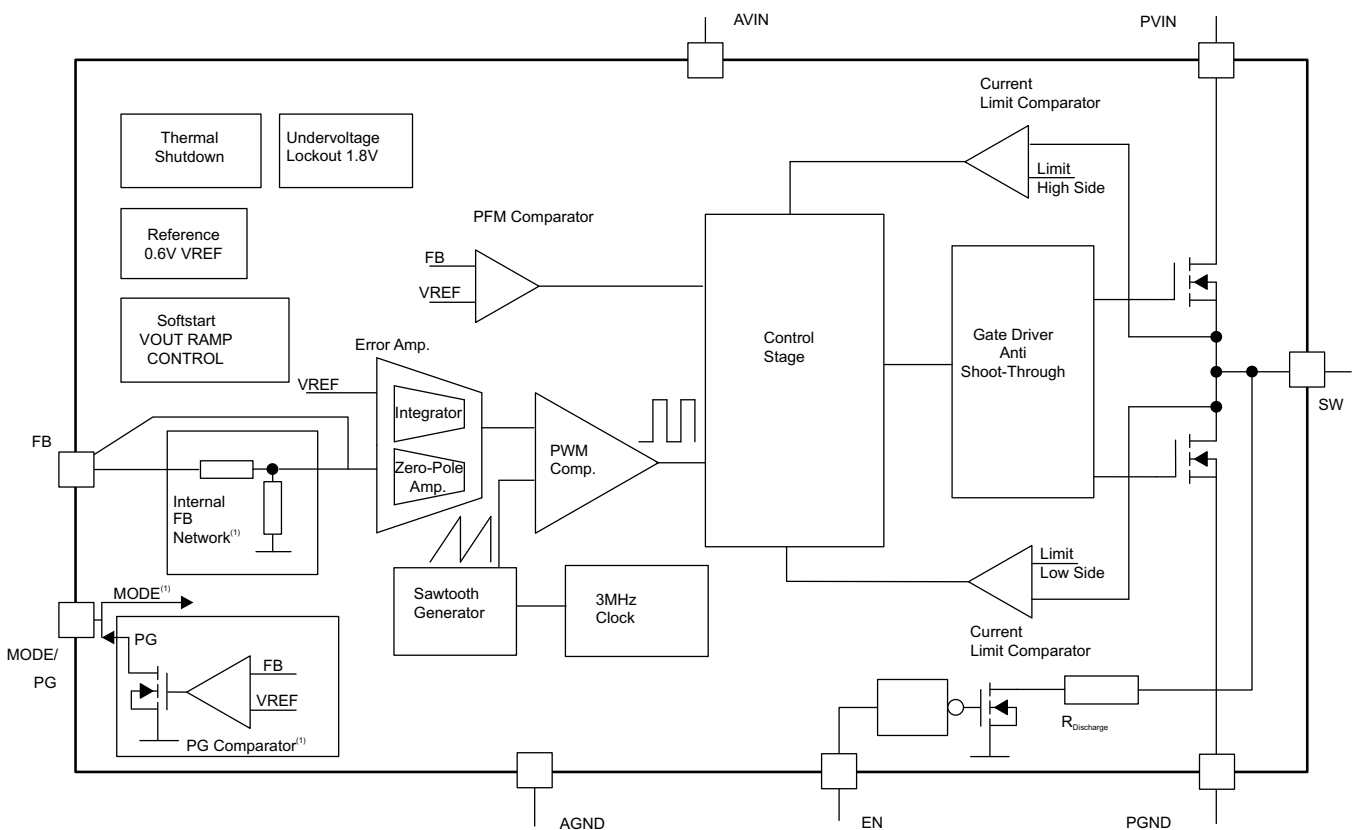 AVIN
PVIN
Current
Limit Comparator
Thermal
Shutdown
Undervoltage
Lockout 1.8V
Limit
High Side
Reference
0.6V VREF
PFM Comparator
FB
VREF
Softstart
VOUT RAMP
CONTROL
Control
Stage
Gate Driver
Anti
Shoot-Through
Error Amp.
VREF
Integrator
Zero-Pole
Amp.
PWM
Comp.
SW
FB
Internal
FB
Network(1)
Sawtooth
Generator
3MHz
Clock
Limit
Low Side
Current
Limit Comparator
MODE(1)
MODE/
PG
PG
FB
VREF
PG Comparator(1)
RDischarge
AGND
EN
PGND